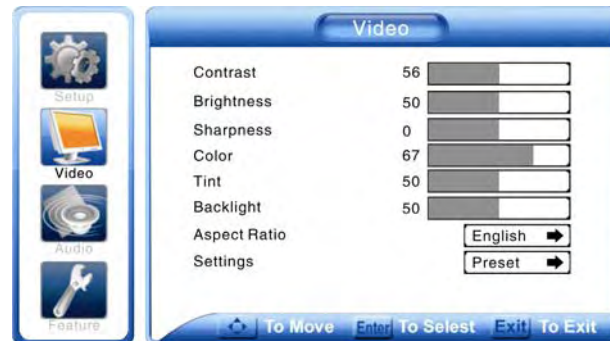 Setup
Video
Audio
Feature
Video
Contrast 56
Brightness 50
Sharpness 0
Color 67
Tint 50
Backlight 50
Aspect Ratio English
Settings Preset
To Move Enter To Selest Exit To Exit